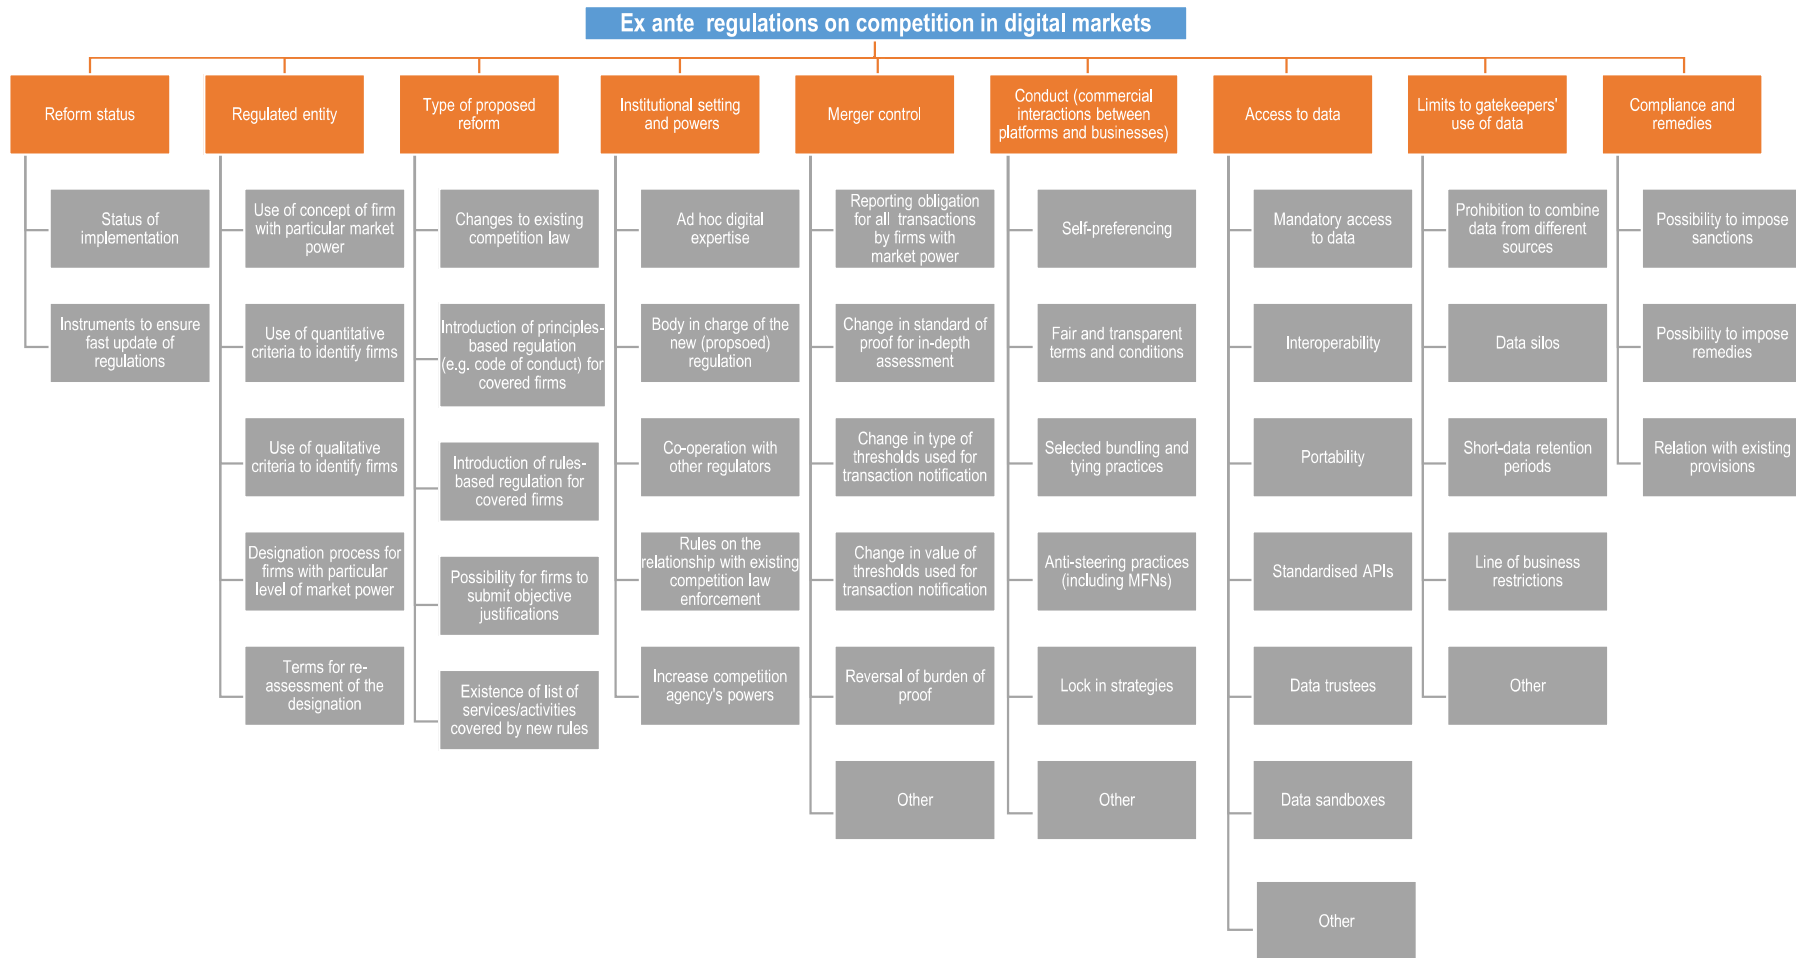 Ex ante regulations on competition in digital markets
Reform status
Status of
implementation
Instruments to ensure
fast update of
regulations
Regulated entity
Use of concept of firm
with particular market
power
Use of quantitative
criteria to identify firms
Use of qualitative
criteria to identify firms
Designation process for
firms with particular
level of market power
Terms for re-
assessment of the
designation
Type of proposed
reform
Changes to existing
competition law
Introduction of principles-
based regulation
(e.g. code of conduct) for
covered firms
Introduction of rules-
based regulation for
covered firms
Possibility for firms to
submit objective
justifications
Existence of list of
services/activities
covered by new rules
Institutional setting
and powers
Ad hoc digital
expertise
Body in charge of the
new (propsoed)
regulation
Co-operation with
other regulators
Rules on the
relationship with existing
competition law
enforcement
Increase competition
agency's powers
Merger control
Reporting obligation
for all transactions
by firms with
market power
Change in standard of
proof for in-depth
assessment
Change in type of
thresholds used for
transaction notification
Change in value of
thresholds used for
transaction notification
Reversal of burden of
proof
Other
Conduct (commercial
interactions between
platforms and businesses)
Self-preferencing
Fair and transparent
terms and conditions
Selected bundling and
tying practices
Anti-steering practices
(including MFNs)
Lock in strategies
Other
Access to data
Mandatory access
to data
Interoperability
Portability
Standardised APIs
Data trustees
Data sandboxes
Other
Limits to gatekeepers'
use of data
Prohibition to combine
data from different
sources
Data silos
Short-data retention
periods
Line of business
restrictions
Other
Compliance and
remedies
Possibility to impose
sanctions
Possibility to impose
remedies
Relation with existing
provisions